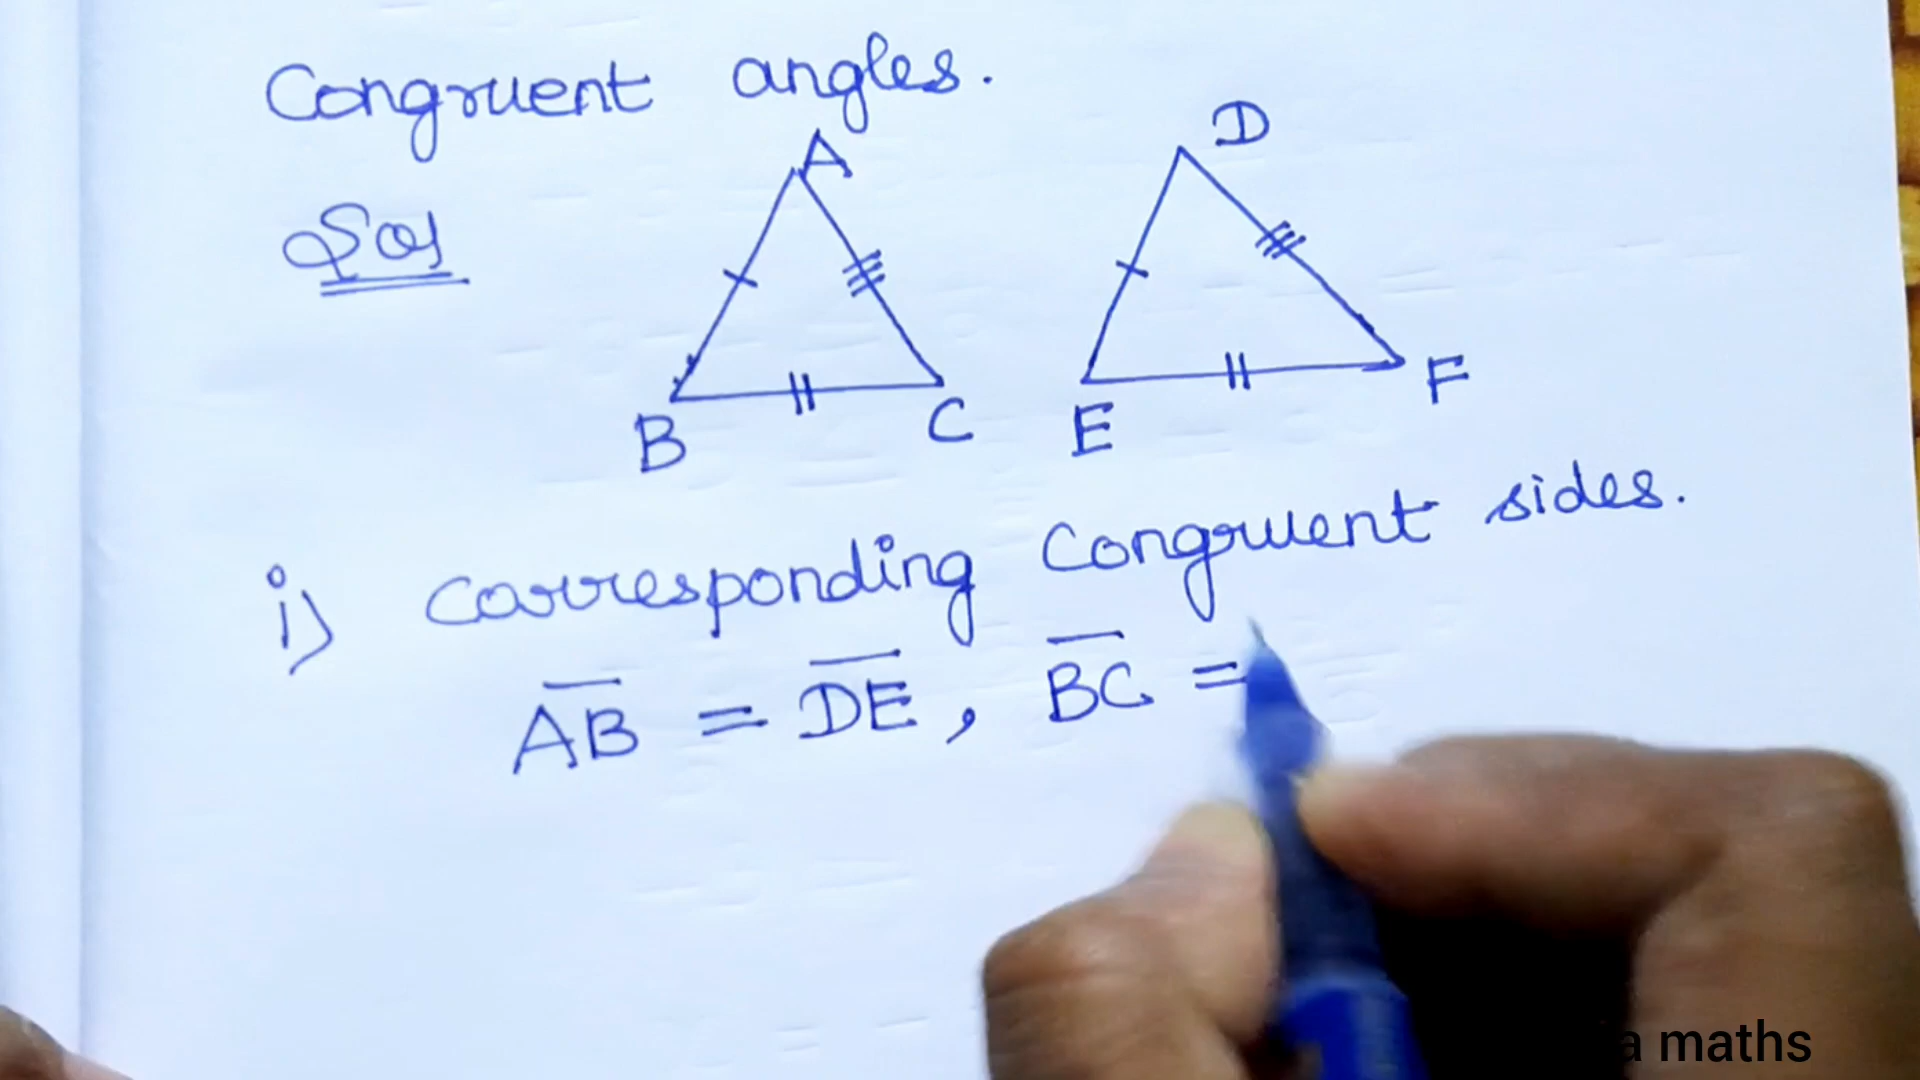 Congruent angles.
Sol
A
D
B
C
E
F
i) Corresponding Congruent sides.
AB = DE, BC =
a maths